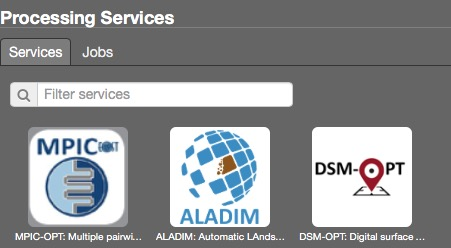 Processing Services
Services Jobs
Filter services
MPIC OPT
ALADIM
DSM-OPT
MPIC-OPT: Multiple pairwi... ALADIM: Automatic LAnds... DSM-OPT: Digital surface ...